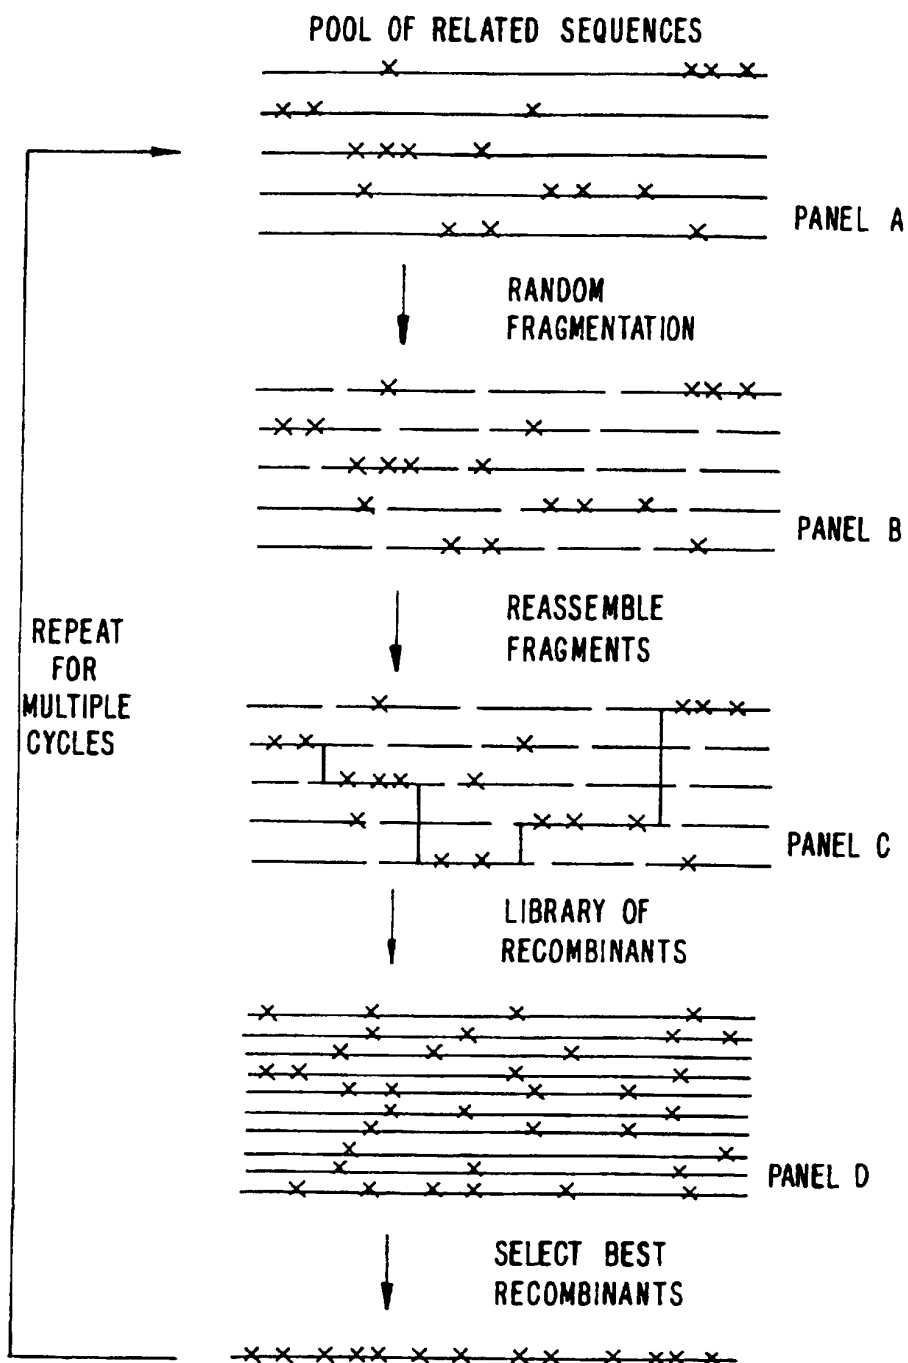 POOL OF RELATED SEQUENCES
PANEL A
RANDOM
FRAGMENTATION
PANEL B
REASSEMBLE
FRAGMENTS
REPEAT
FOR
MULTIPLE
CYCLES
PANEL C
LIBRARY OF
RECOMBINANTS
PANEL D
SELECT BEST
RECOMBINANTS